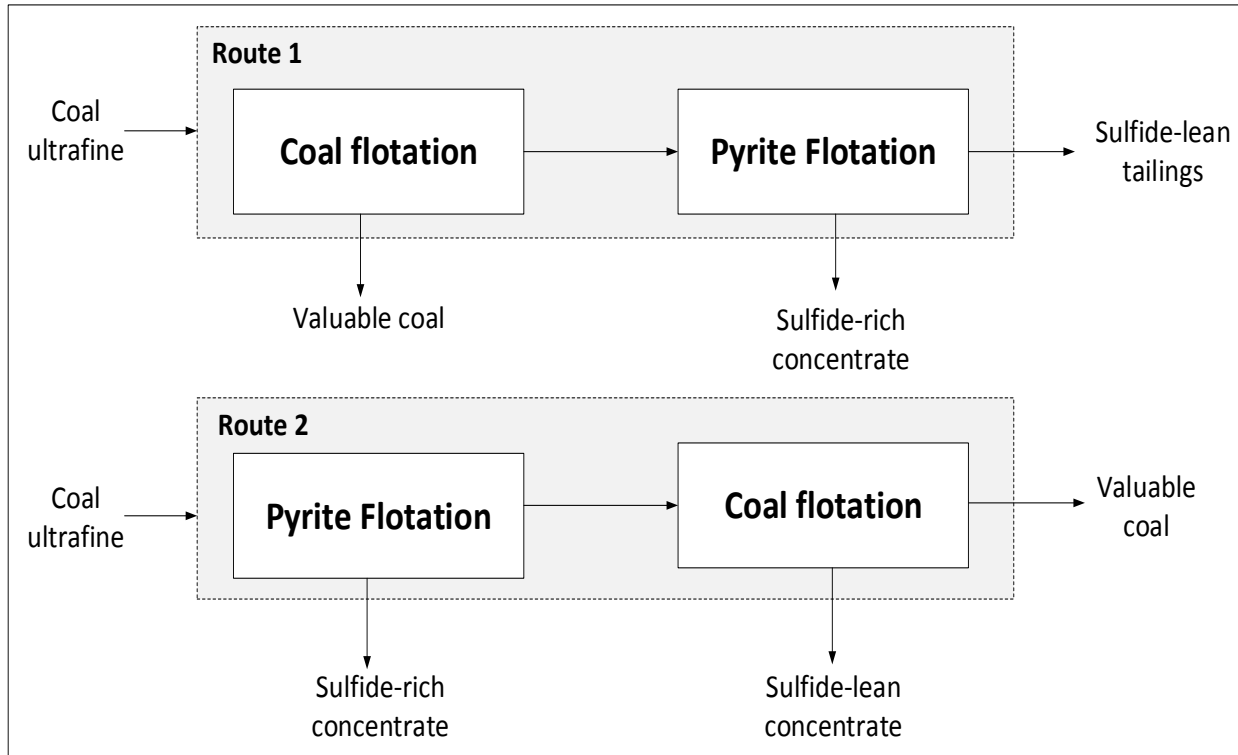 Route 1
Coal
ultrafine
Coal flotation
Pyrite Flotation
Sulfide-lean
tailings
Valuable coal
Sulfide-rich
concentrate
Route 2
Coal
ultrafine
Pyrite Flotation
Coal flotation
Valuable
coal
Sulfide-rich
concentrate
Sulfide-lean
concentrate